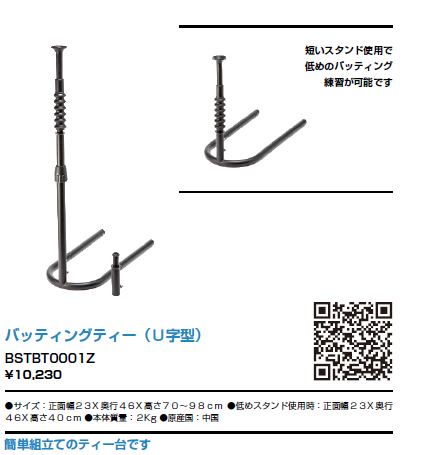 短いスタンド使用で
低めのバッティング
練習が可能です
バッティングティー（U字型）
BSTBT0001Z
¥10,230
●サイズ：正面幅２３X奥行４６X高さ７０～９８ｃｍ ●低めスタンド使用時：正面幅２３X奥行
４６X高さ４０ｃｍ ●本体質量：２Kg ●原産国：中国
簡単組立てのティー台です